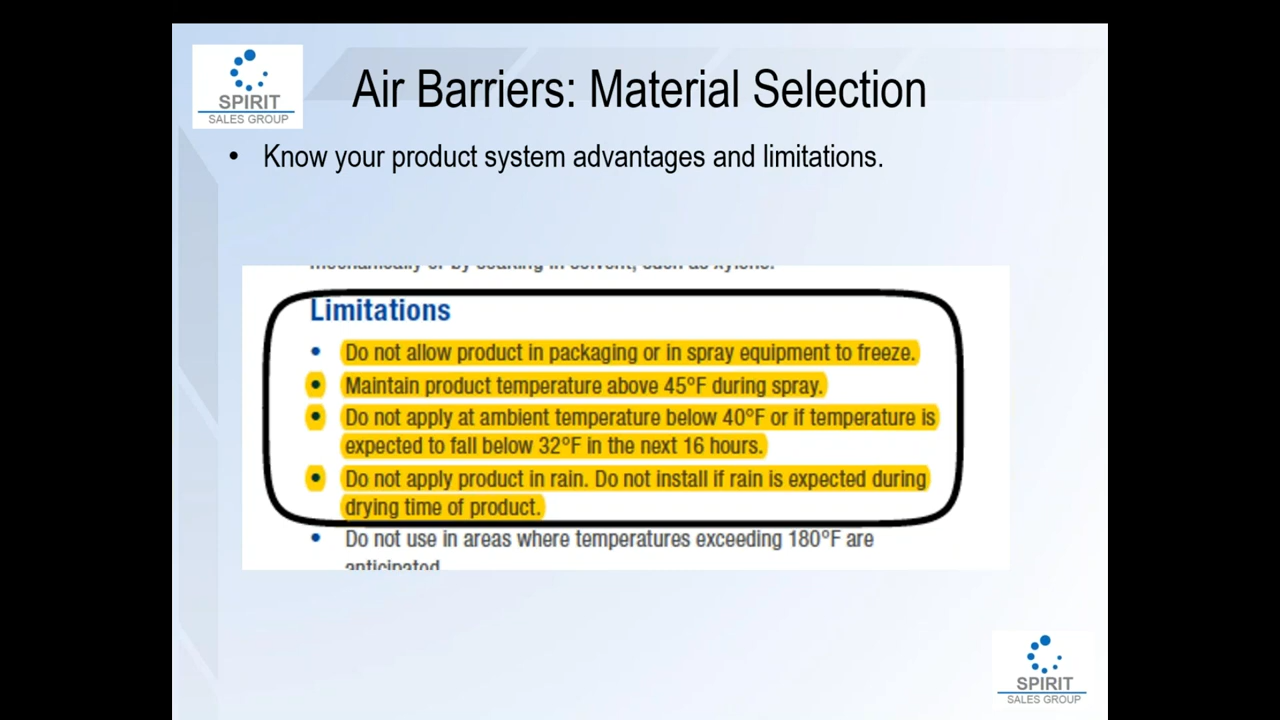 SPIRIT
SALES GROUP
Air Barriers: Material Selection
• Know your product system advantages and limitations.
mechanically or by soaking in solvent, such as xylene.
Limitations
• Do not allow product in packaging or in spray equipment to freeze.
• Maintain product temperature above 45°F during spray.
• Do not apply at ambient temperature below 40°F or if temperature is
expected to fall below 32°F in the next 16 hours.
• Do not apply product in rain. Do not install if rain is expected during
drying time of product.
• Do not use in areas where temperatures exceeding 180°F are
anticipated
SPIRIT
SALES GROUP